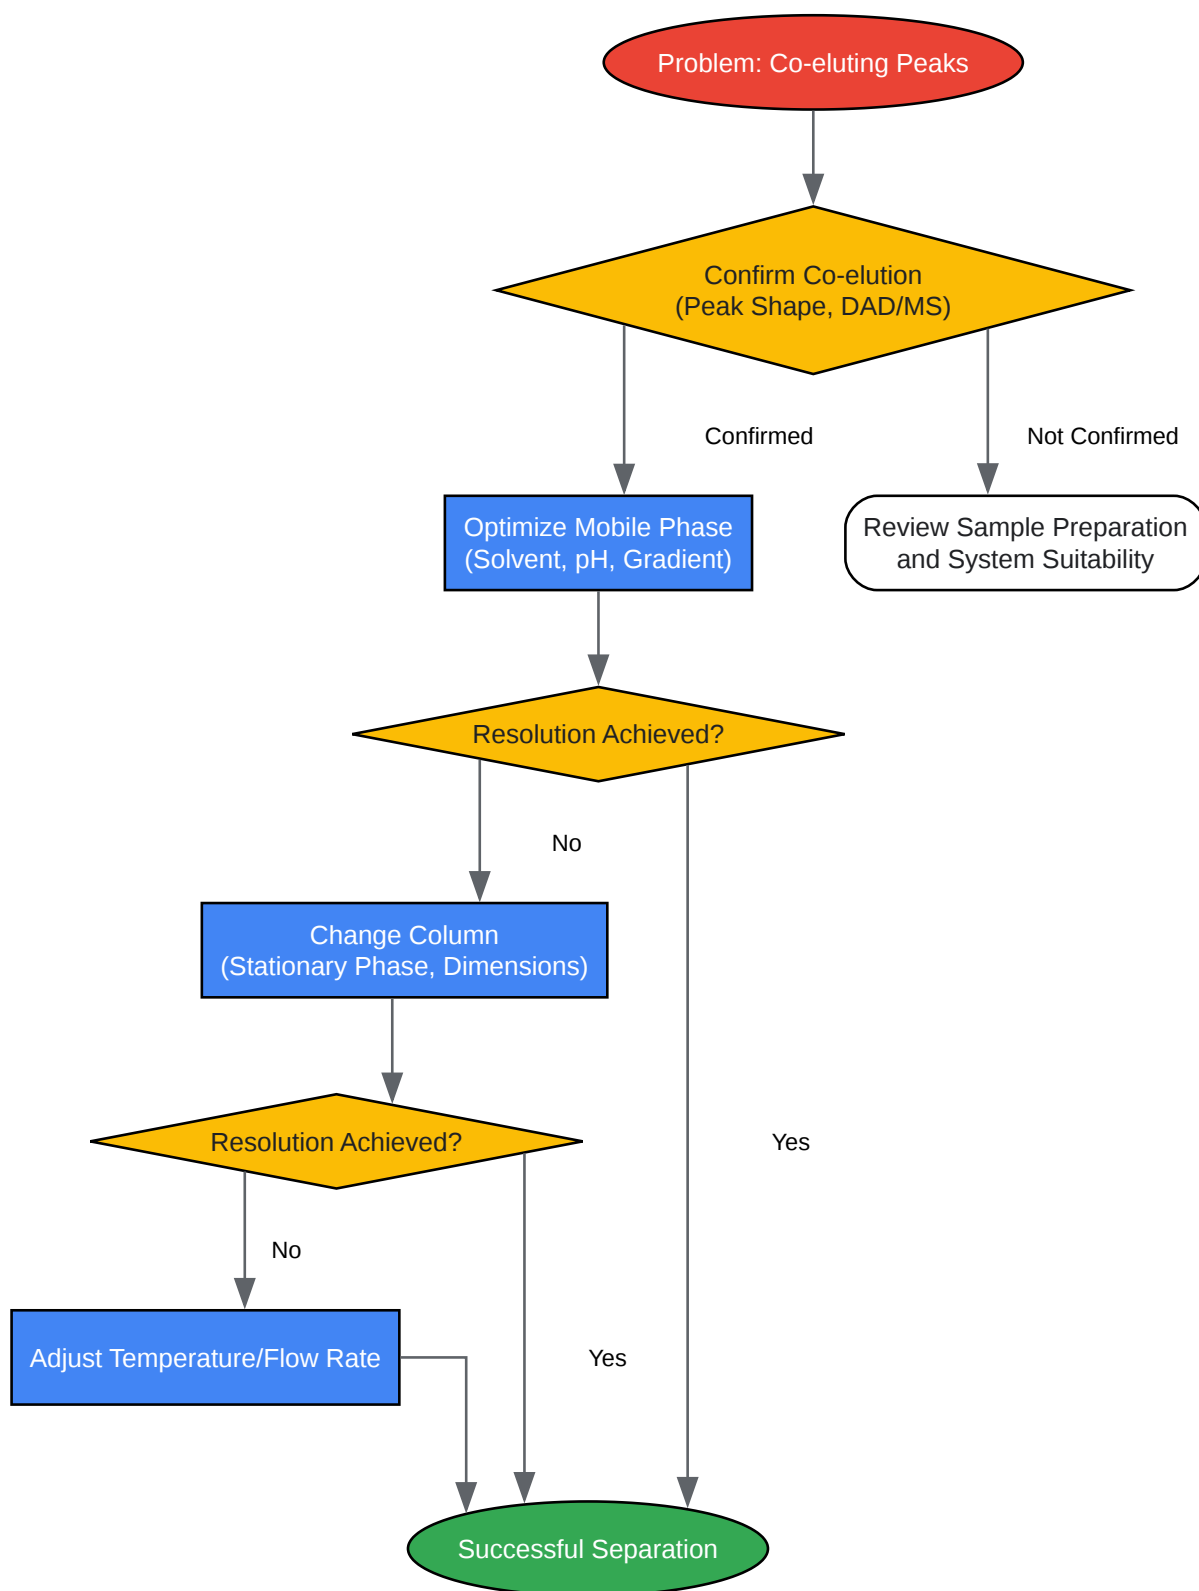 Problem: Co-eluting Peaks
Confirm Co-elution
(Peak Shape, DAD/MS)
Confirmed
Not Confirmed
Optimize Mobile Phase
(Solvent, pH, Gradient)
Review Sample Preparation
and System Suitability
Resolution Achieved?
No
Change Column
(Stationary Phase, Dimensions)
Resolution Achieved?
Yes
No
Adjust Temperature/Flow Rate
Yes
Successful Separation